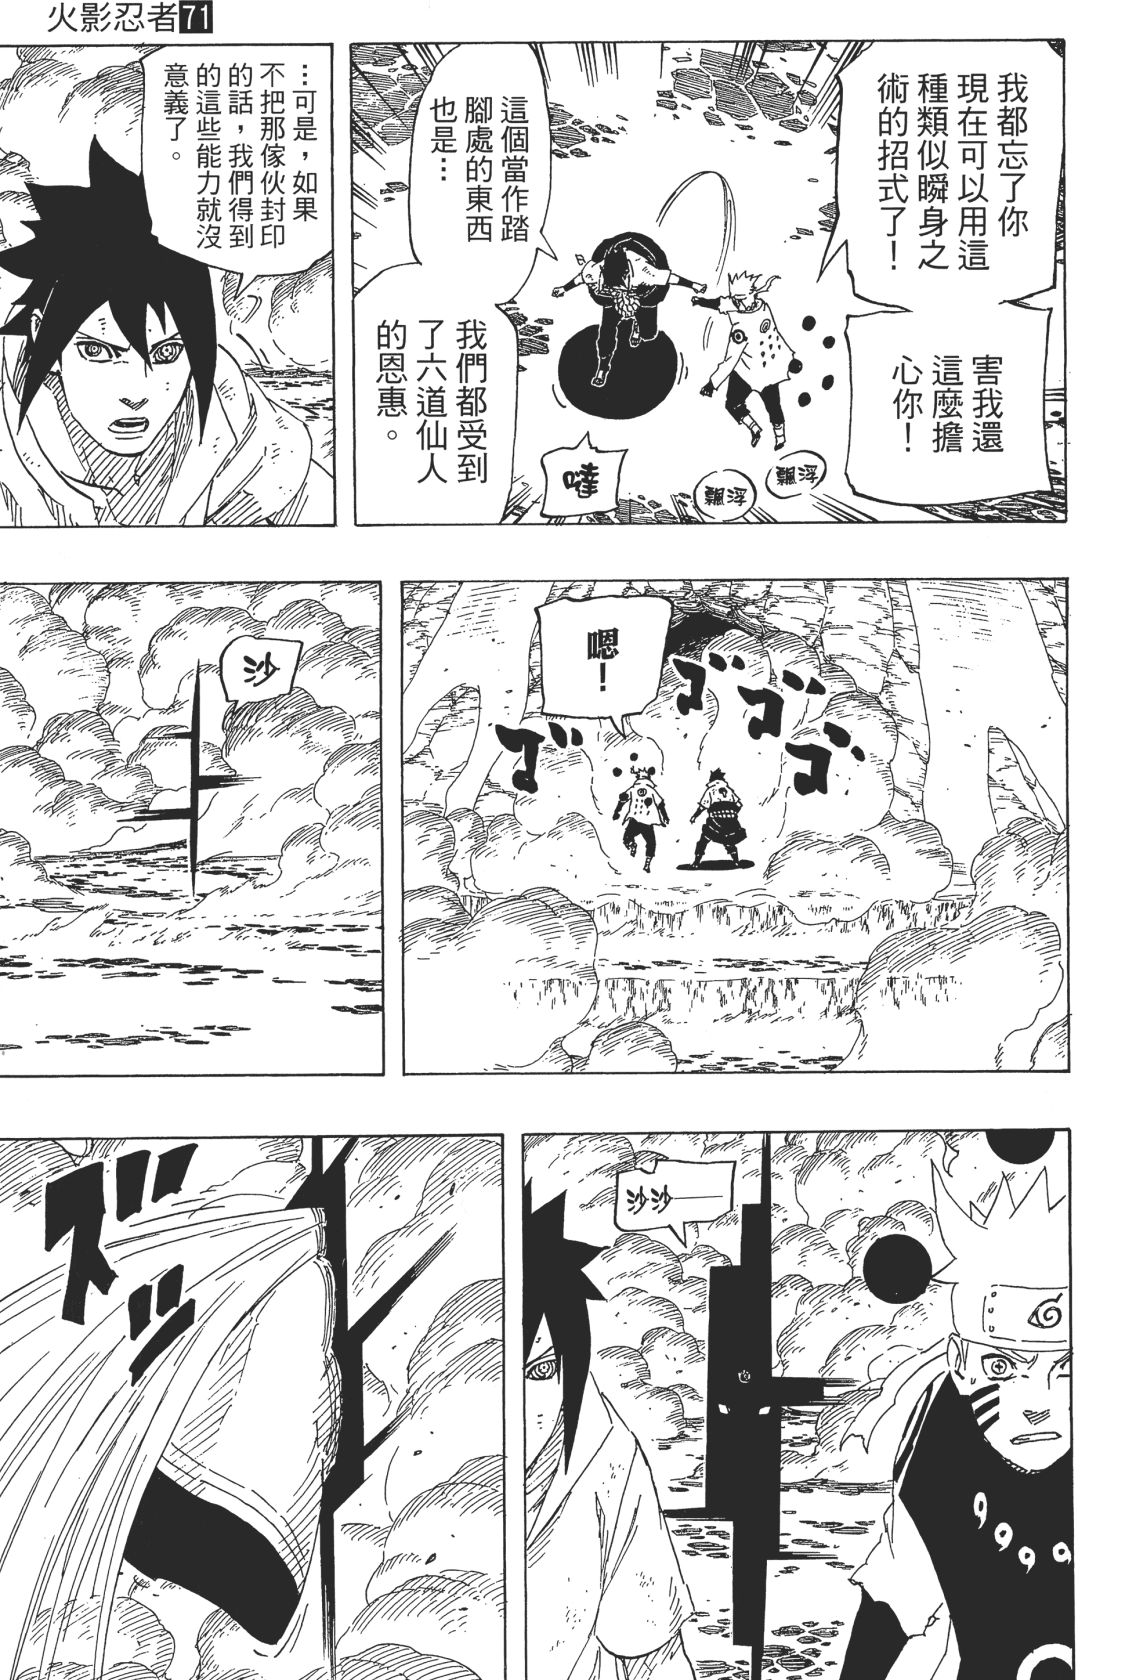 火影忍者71
我都忘了你
現在可以用這
種類似瞬身之
術的招式了！
害我還
這麼擔
心你！
這個當作踏
腳處的東西
也是…
我們都受到
了六道仙人
的恩惠。
噠
飄浮
飄浮
…可是，如果
不把那傢伙封印
的話，我們得到
的這些能力就沒
意義了。
嗯！
ゴ
ゴ
ゴ
ゴ
ゴ
沙
沙沙──
ズ
ズ